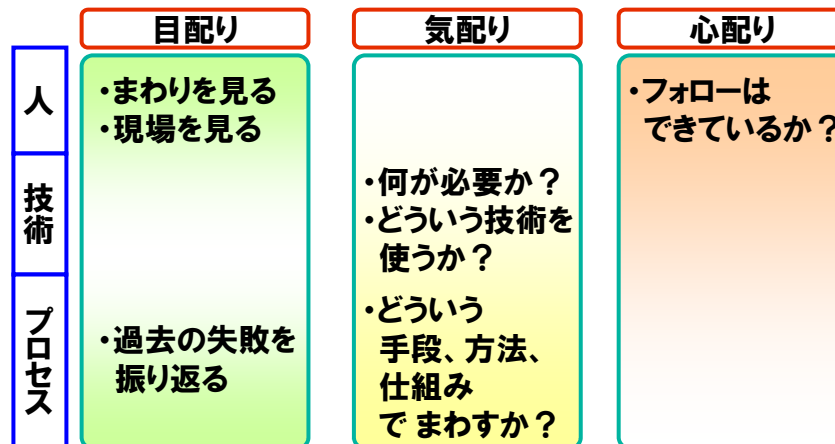 目配り
気配り
心配り
人
・まわりを見る
・現場を見る
・フォローは
できているか？
技術
・何が必要か？
・どういう技術を
使うか？
プロセス
・過去の失敗を
振り返る
・どういう
手段、方法、
仕組み
で まわすか？